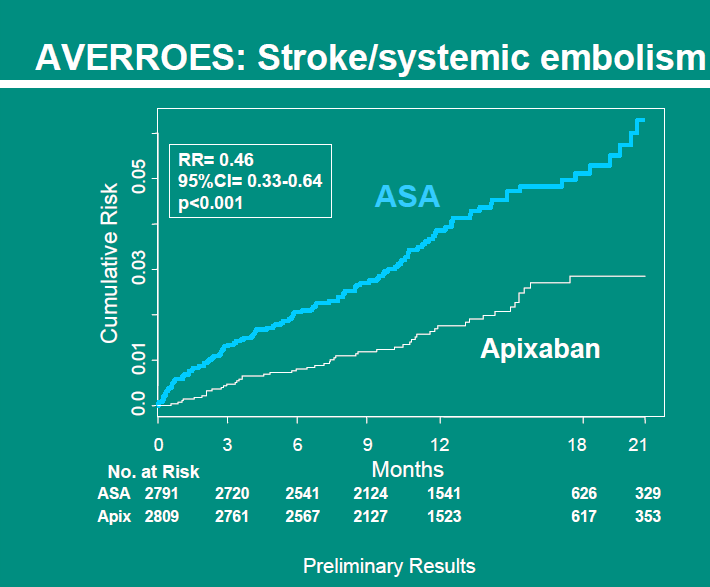 AVERROES: Stroke/systemic embolism
RR= 0.46
95%CI= 0.33-0.64
p<0.001
ASA
Apixaban
Cumulative Risk
0.05
0.03
0.01
0.0
0 3 6 9 12 18 21
Months
No. at Risk
ASA 2791 2720 2541 2124 1541 626 329
Apix 2809 2761 2567 2127 1523 617 353
Preliminary Results